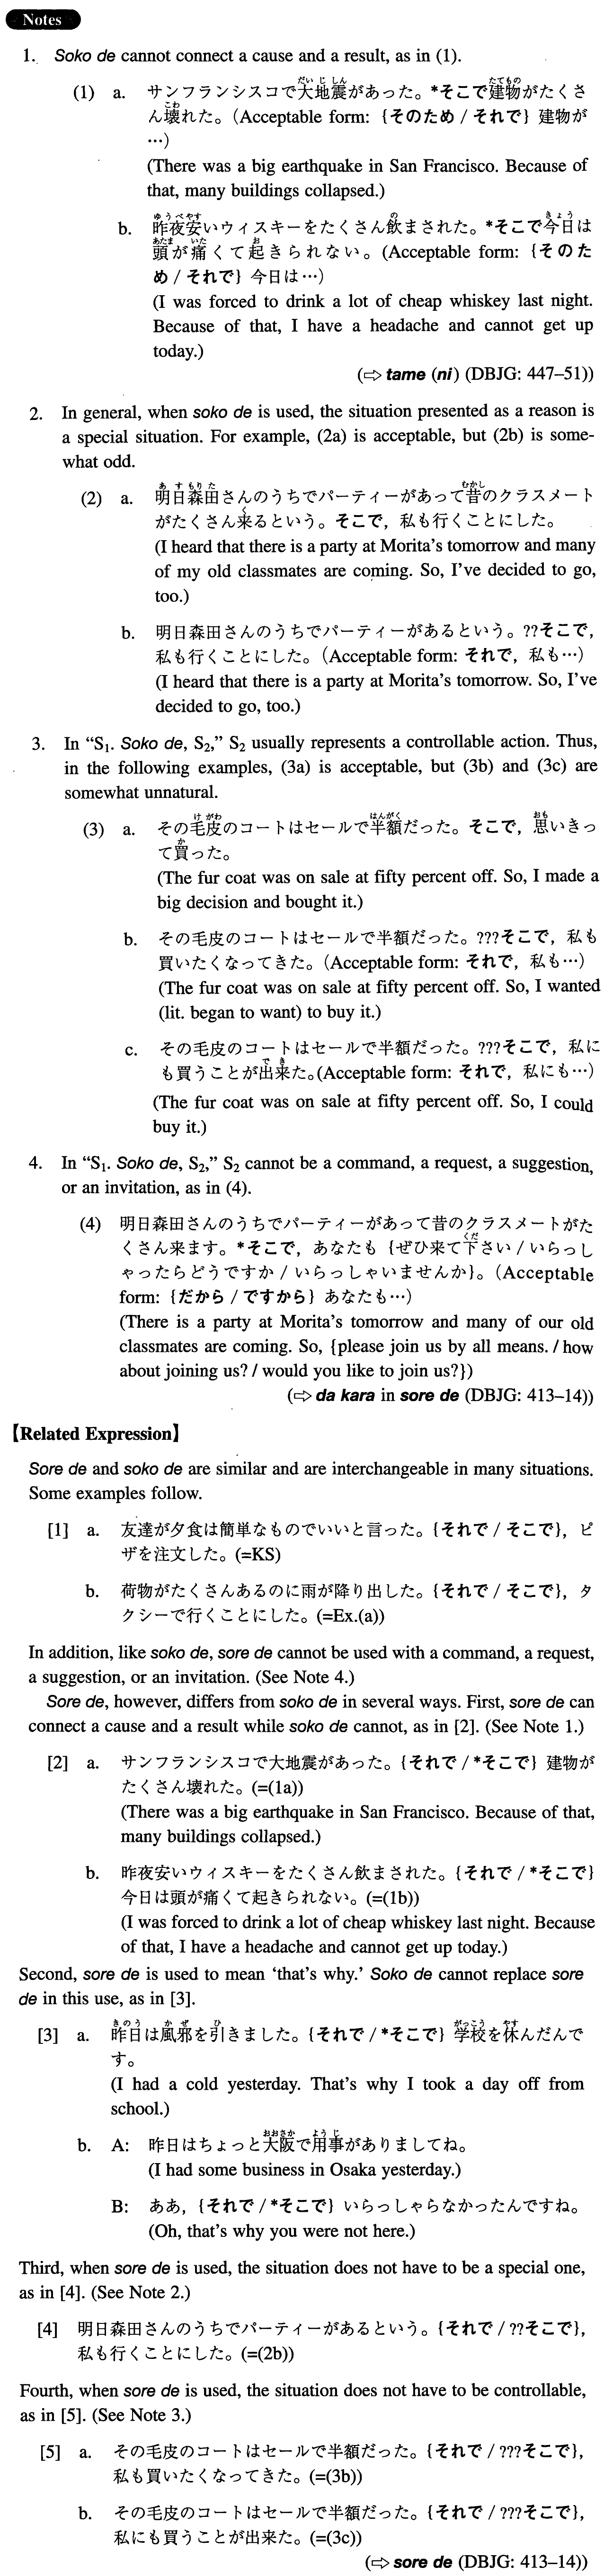 Notes
1. Soko de cannot connect a cause and a result, as in (1).
(1) a. サンフランシスコで大地震があった。*そこで建物がたくさ
ん壊れた。(Acceptable form: {そのため / それで} 建物が
…)
(There was a big earthquake in San Francisco. Because of
that, many buildings collapsed.)
b. 昨夜安いウィスキーをたくさん飲まされた。*そこで今日は
頭が痛くて起きられない。(Acceptable form: {そのた
め / それで} 今日は…)
(I was forced to drink a lot of cheap whiskey last night.
Because of that, I have a headache and cannot get up
today.)
(⇨ tame (ni) (DBJG: 447–51))
2. In general, when soko de is used, the situation presented as a reason is
a special situation. For example, (2a) is acceptable, but (2b) is some-
what odd.
(2) a. 明日森田さんのうちでパーティーがあって昔のクラスメート
がたくさん来るという。そこで，私も行くことにした。
(I heard that there is a party at Morita's tomorrow and many
of my old classmates are coming. So, I've decided to go,
too.)
b. 明日森田さんのうちでパーティーがあるという。??そこで，
私も行くことにした。(Acceptable form: それで，私も…)
(I heard that there is a party at Morita's tomorrow. So, I've
decided to go, too.)
3. In “S₁. Soko de, S₂,” S₂ usually represents a controllable action. Thus,
in the following examples, (3a) is acceptable, but (3b) and (3c) are
somewhat unnatural.
(3) a. その毛皮のコートはセールで半額だった。そこで，思いきっ
て買った。
(The fur coat was on sale at fifty percent off. So, I made a
big decision and bought it.)
b. その毛皮のコートはセールで半額だった。???そこで，私も
買いたくなってきた。(Acceptable form: それで，私も…)
(The fur coat was on sale at fifty percent off. So, I wanted
(lit. began to want) to buy it.)
c. その毛皮のコートはセールで半額だった。???そこで，私に
も買うことが出来た。(Acceptable form: それで，私にも…)
(The fur coat was on sale at fifty percent off. So, I could
buy it.)
4. In “S₁. Soko de, S₂,” S₂ cannot be a command, a request, a suggestion,
or an invitation, as in (4).
(4) 明日森田さんのうちでパーティーがあって昔のクラスメートがた
くさん来ます。*そこで，あなたも {ぜひ来て下さい / いらっし
ゃったらどうですか / いらっしゃいませんか}。(Acceptable
form: {だから / ですから} あなたも…)
(There is a party at Morita's tomorrow and many of our old
classmates are coming. So, {please join us by all means. / how
about joining us? / would you like to join us?})
(⇨ da kara in sore de (DBJG: 413–14))
【Related Expression】
Sore de and soko de are similar and are interchangeable in many situations.
Some examples follow.
[1] a. 友達が夕食は簡単なものでいいと言った。{それで / そこで}，ピ
ザを注文した。(=KS)
b. 荷物がたくさんあるのに雨が降り出した。{それで / そこで}，タ
クシーで行くことにした。(=Ex.(a))
In addition, like soko de, sore de cannot be used with a command, a request,
a suggestion, or an invitation. (See Note 4.)
Sore de, however, differs from soko de in several ways. First, sore de can
connect a cause and a result while soko de cannot, as in [2]. (See Note 1.)
[2] a. サンフランシスコで大地震があった。{それで / *そこで} 建物が
たくさん壊れた。(=(1a))
(There was a big earthquake in San Francisco. Because of that,
many buildings collapsed.)
b. 昨夜安いウィスキーをたくさん飲まされた。{それで / *そこで}
今日は頭が痛くて起きられない。(=(1b))
(I was forced to drink a lot of cheap whiskey last night. Because
of that, I have a headache and cannot get up today.)
Second, sore de is used to mean ‘that's why.’ Soko de cannot replace sore
de in this use, as in [3].
[3] a. 昨日は風邪を引きました。{それで / *そこで} 学校を休んだんで
す。
(I had a cold yesterday. That's why I took a day off from
school.)
b. A: 昨日はちょっと大阪で用事がありましてね。
(I had some business in Osaka yesterday.)
B: ああ，{それで / *そこで} いらっしゃらなかったんですね。
(Oh, that's why you were not here.)
Third, when sore de is used, the situation does not have to be a special one,
as in [4]. (See Note 2.)
[4] 明日森田さんのうちでパーティーがあるという。{それで / ??そこで}，
私も行くことにした。(=(2b))
Fourth, when sore de is used, the situation does not have to be controllable,
as in [5]. (See Note 3.)
[5] a. その毛皮のコートはセールで半額だった。{それで / ???そこで}，
私も買いたくなってきた。(=(3b))
b. その毛皮のコートはセールで半額だった。{それで / ???そこで}，
私にも買うことが出来た。(=(3c))
(⇨ sore de (DBJG: 413–14))